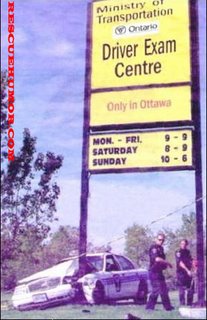 Ministry of
Transportation
Ontario
Driver Exam
Centre
Only in Ottawa
MON. - FRI. 9 - 9
SATURDAY 8 - 9
SUNDAY 10 - 6
RESCUEHUMOR.COM